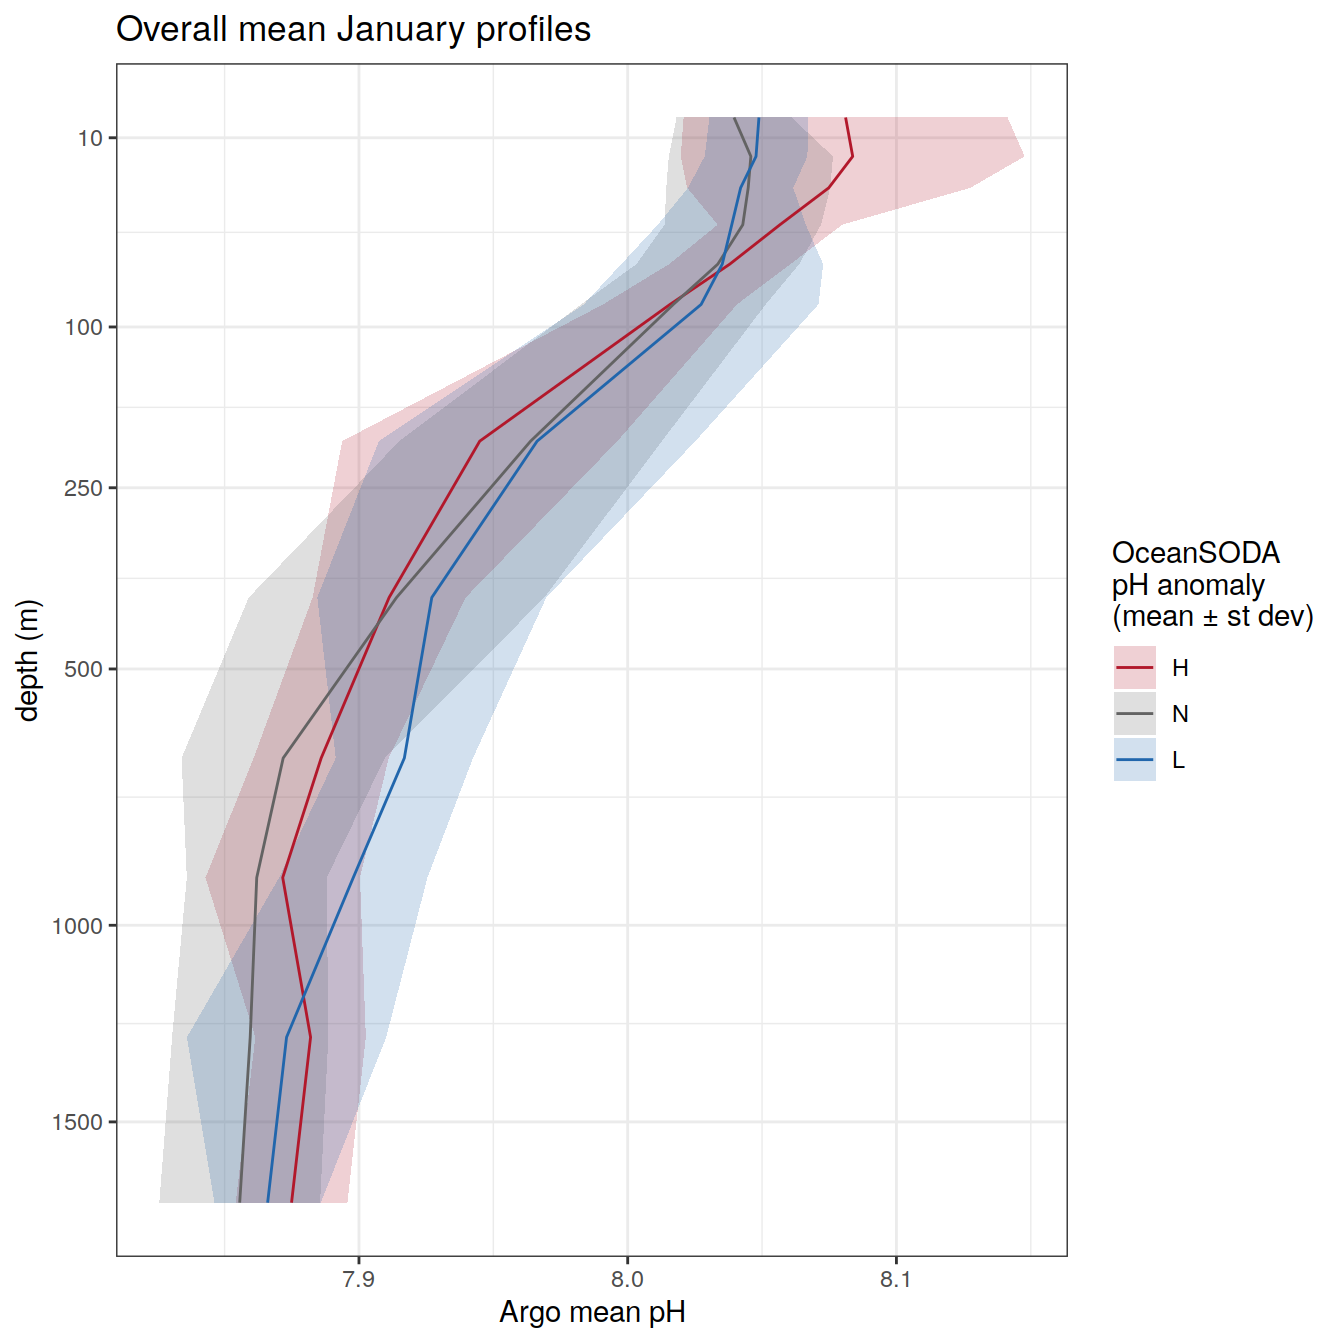 Overall mean January profiles
10
100
250
500
1000
1500
depth (m)
7.9
8.0
8.1
Argo mean pH
OceanSODA
pH anomaly
(mean ± st dev)
H
N
L